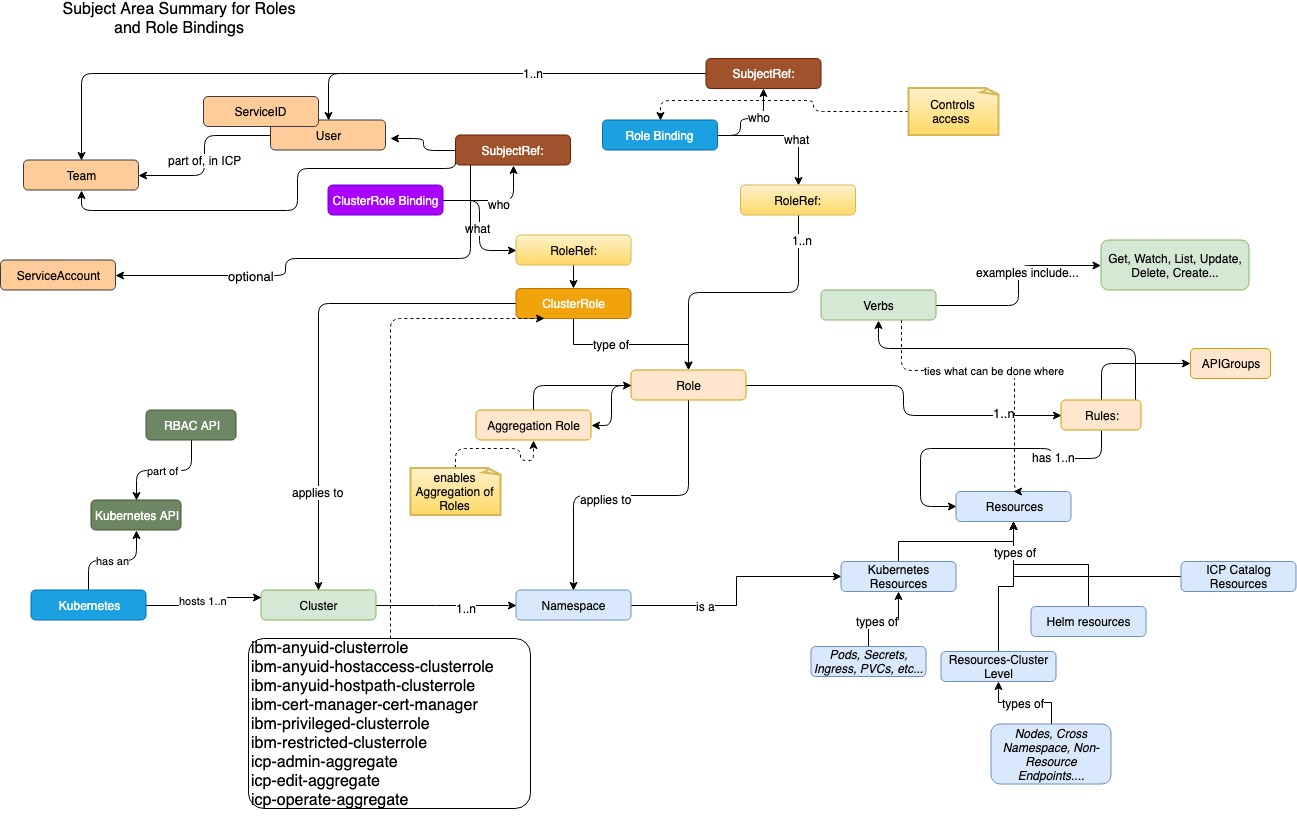 Subject Area Summary for Roles
and Role Bindings
1..n
SubjectRef:
ServiceID
User
Controls
access
Role Binding
who
what
part of, in ICP
SubjectRef:
Team
ClusterRole Binding
who
what
RoleRef:
1..n
RoleRef:
ServiceAccount
optional
ClusterRole
type of
Get, Watch, List, Update,
Delete, Create...
examples include...
Verbs
ties what can be done where
APIGroups
Role
1..n
Rules:
Aggregation Role
enables
Aggregation of
Roles
RBAC API
part of
Kubernetes API
has an
applies to
applies to
has 1..n
Resources
types of
Kubernetes
hosts 1..n
Cluster
1..n
Namespace
is a
Kubernetes
Resources
ICP Catalog
Resources
Helm resources
types of
Pods, Secrets,
Ingress, PVCs, etc...
Resources-Cluster
Level
types of
Nodes, Cross
Namespace, Non-
Resource
Endpoints....
ibm-anyuid-clusterrole
ibm-anyuid-hostaccess-clusterrole
ibm-anyuid-hostpath-clusterrole
ibm-cert-manager-cert-manager
ibm-privileged-clusterrole
ibm-restricted-clusterrole
icp-admin-aggregate
icp-edit-aggregate
icp-operate-aggregate